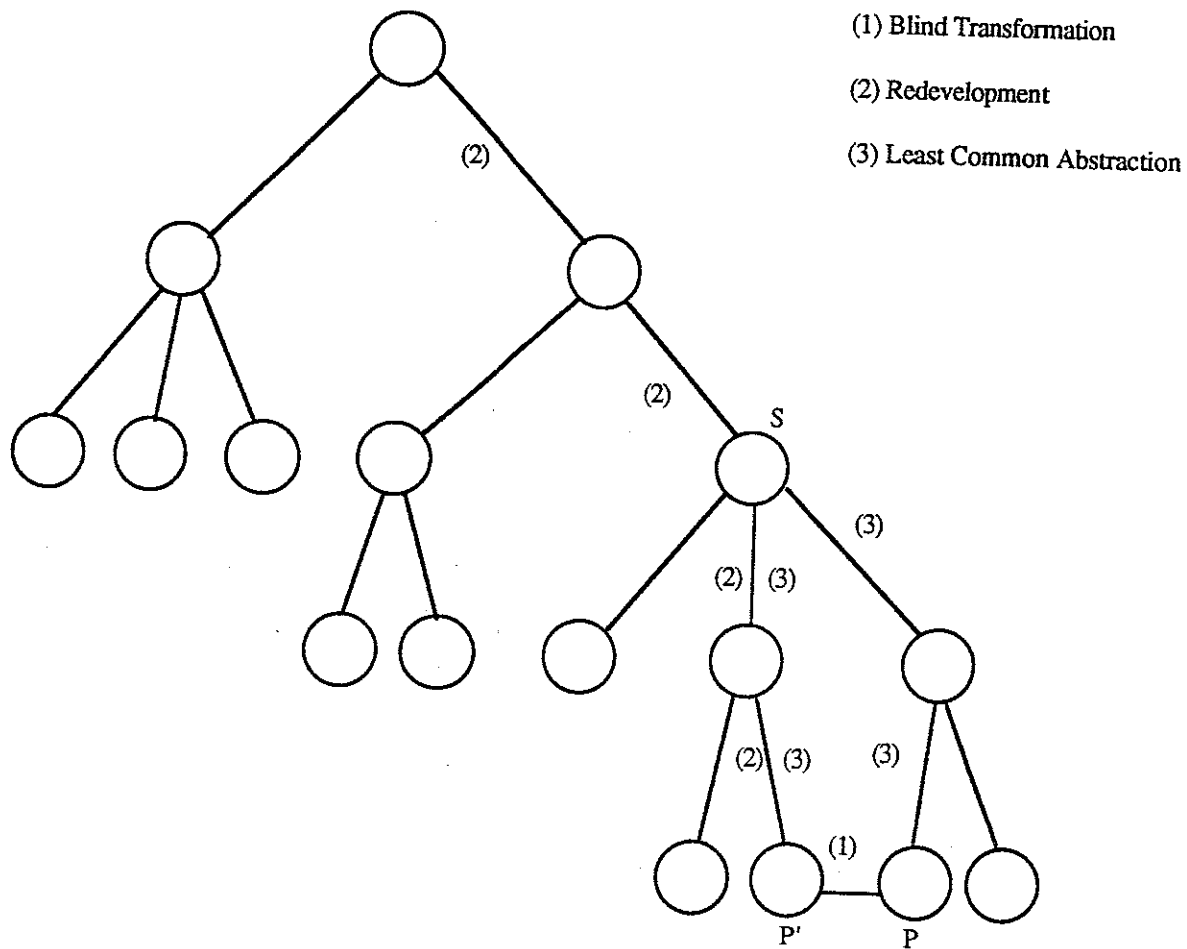 (1) Blind Transformation
(2) Redevelopment
(3) Least Common Abstraction
(2)
(2)
S
(3)
(2) (3)
(2) (3)
(3)
(1)
P'
P